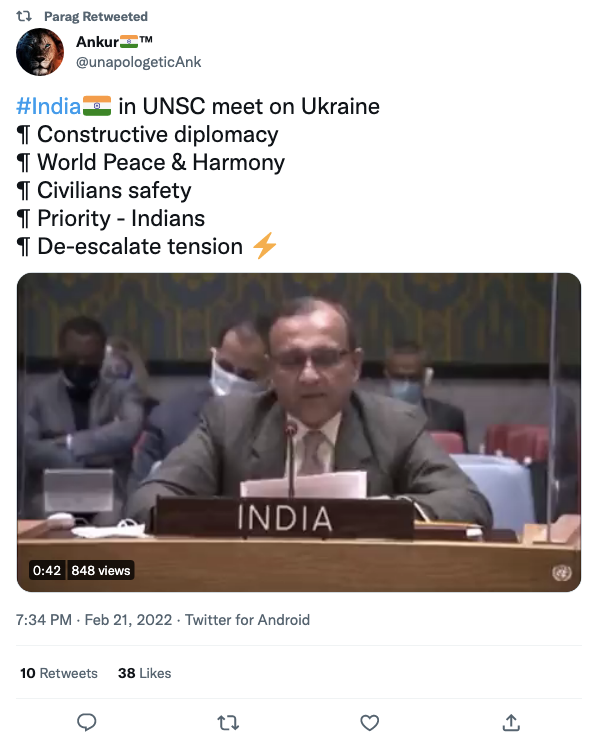 Parag Retweeted
Ankur🇮🇳™
@unapologeticAnk
#India🇮🇳 in UNSC meet on Ukraine
¶ Constructive diplomacy
¶ World Peace & Harmony
¶ Civilians safety
¶ Priority - Indians
¶ De-escalate tension ⚡
INDIA
0:42 848 views
7:34 PM · Feb 21, 2022 · Twitter for Android
10 Retweets 38 Likes